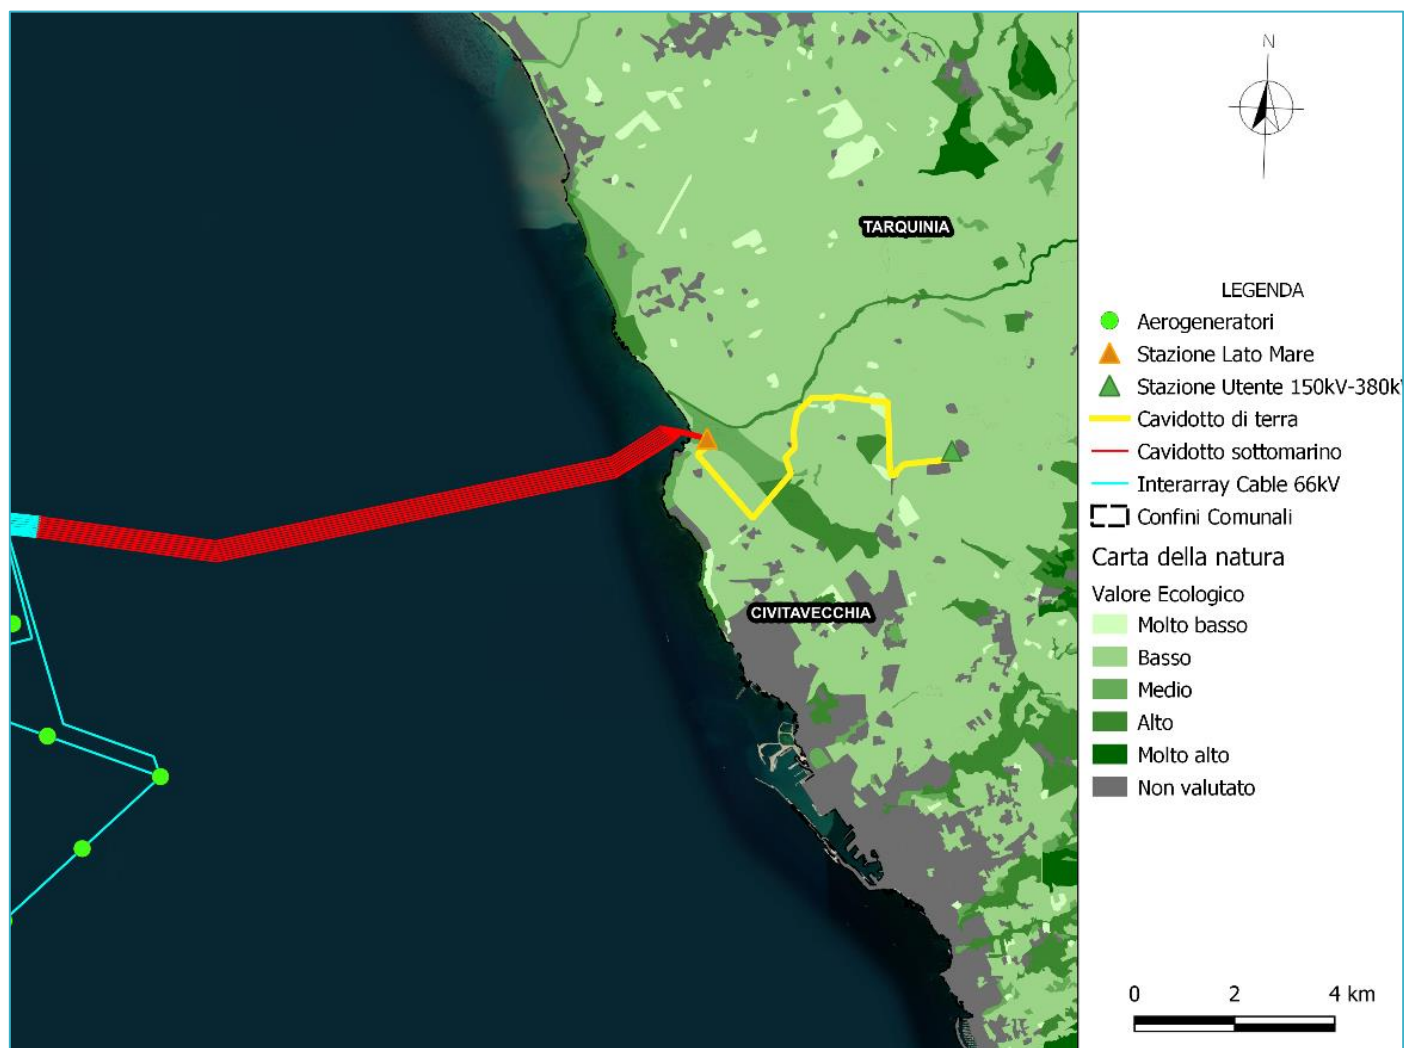 N
TARQUINIA
CIVITAVECCHIA
LEGENDA
Aerogeneratori
Stazione Lato Mare
Stazione Utente 150kV-380kV
Cavidotto di terra
Cavidotto sottomarino
Interarray Cable 66kV
Confini Comunali
Carta della natura
Valore Ecologico
Molto basso
Basso
Medio
Alto
Molto alto
Non valutato
0 2 4 km